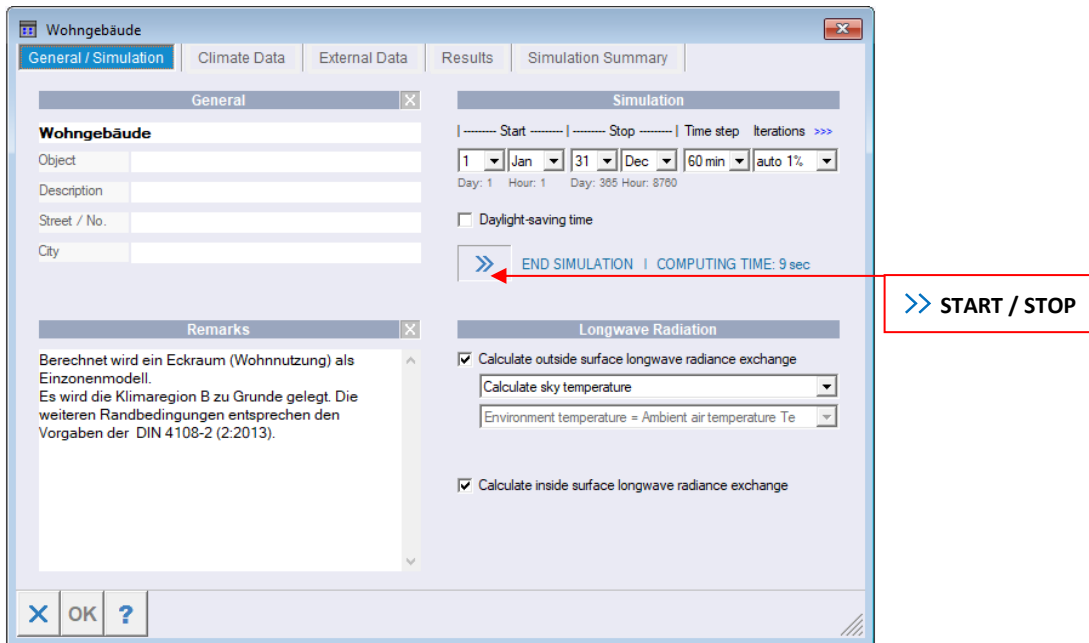 Wohngebäude
General / Simulation
Climate Data
External Data
Results
Simulation Summary
General
X
Wohngebäude
Object
Description
Street / No.
City
Remarks
X
Berechnet wird ein Eckraum (Wohnnutzung) als
Einzonenmodell.
Es wird die Klimaregion B zu Grunde gelegt. Die
weiteren Randbedingungen entsprechen den
Vorgaben der DIN 4108-2 (2:2013).
Simulation
|--------- Start ---------|--------- Stop ---------| Time step Iterations >>>
1 Jan 31 Dec 60 min auto 1%
Day: 1 Hour: 1 Day: 365 Hour: 8760
Daylight-saving time
>> END SIMULATION | COMPUTING TIME: 9 sec
Longwave Radiation
Calculate outside surface longwave radiance exchange
Calculate sky temperature
Environment temperature = Ambient air temperature Te
Calculate inside surface longwave radiance exchange
X OK ?
>> START / STOP